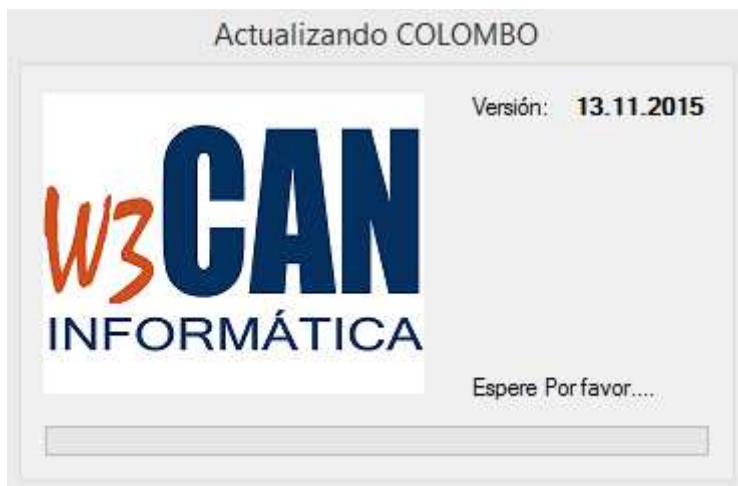 Actualizando COLOMBO
Versión: 13.11.2015
W3CAN
INFORMÁTICA
Espere Por favor....